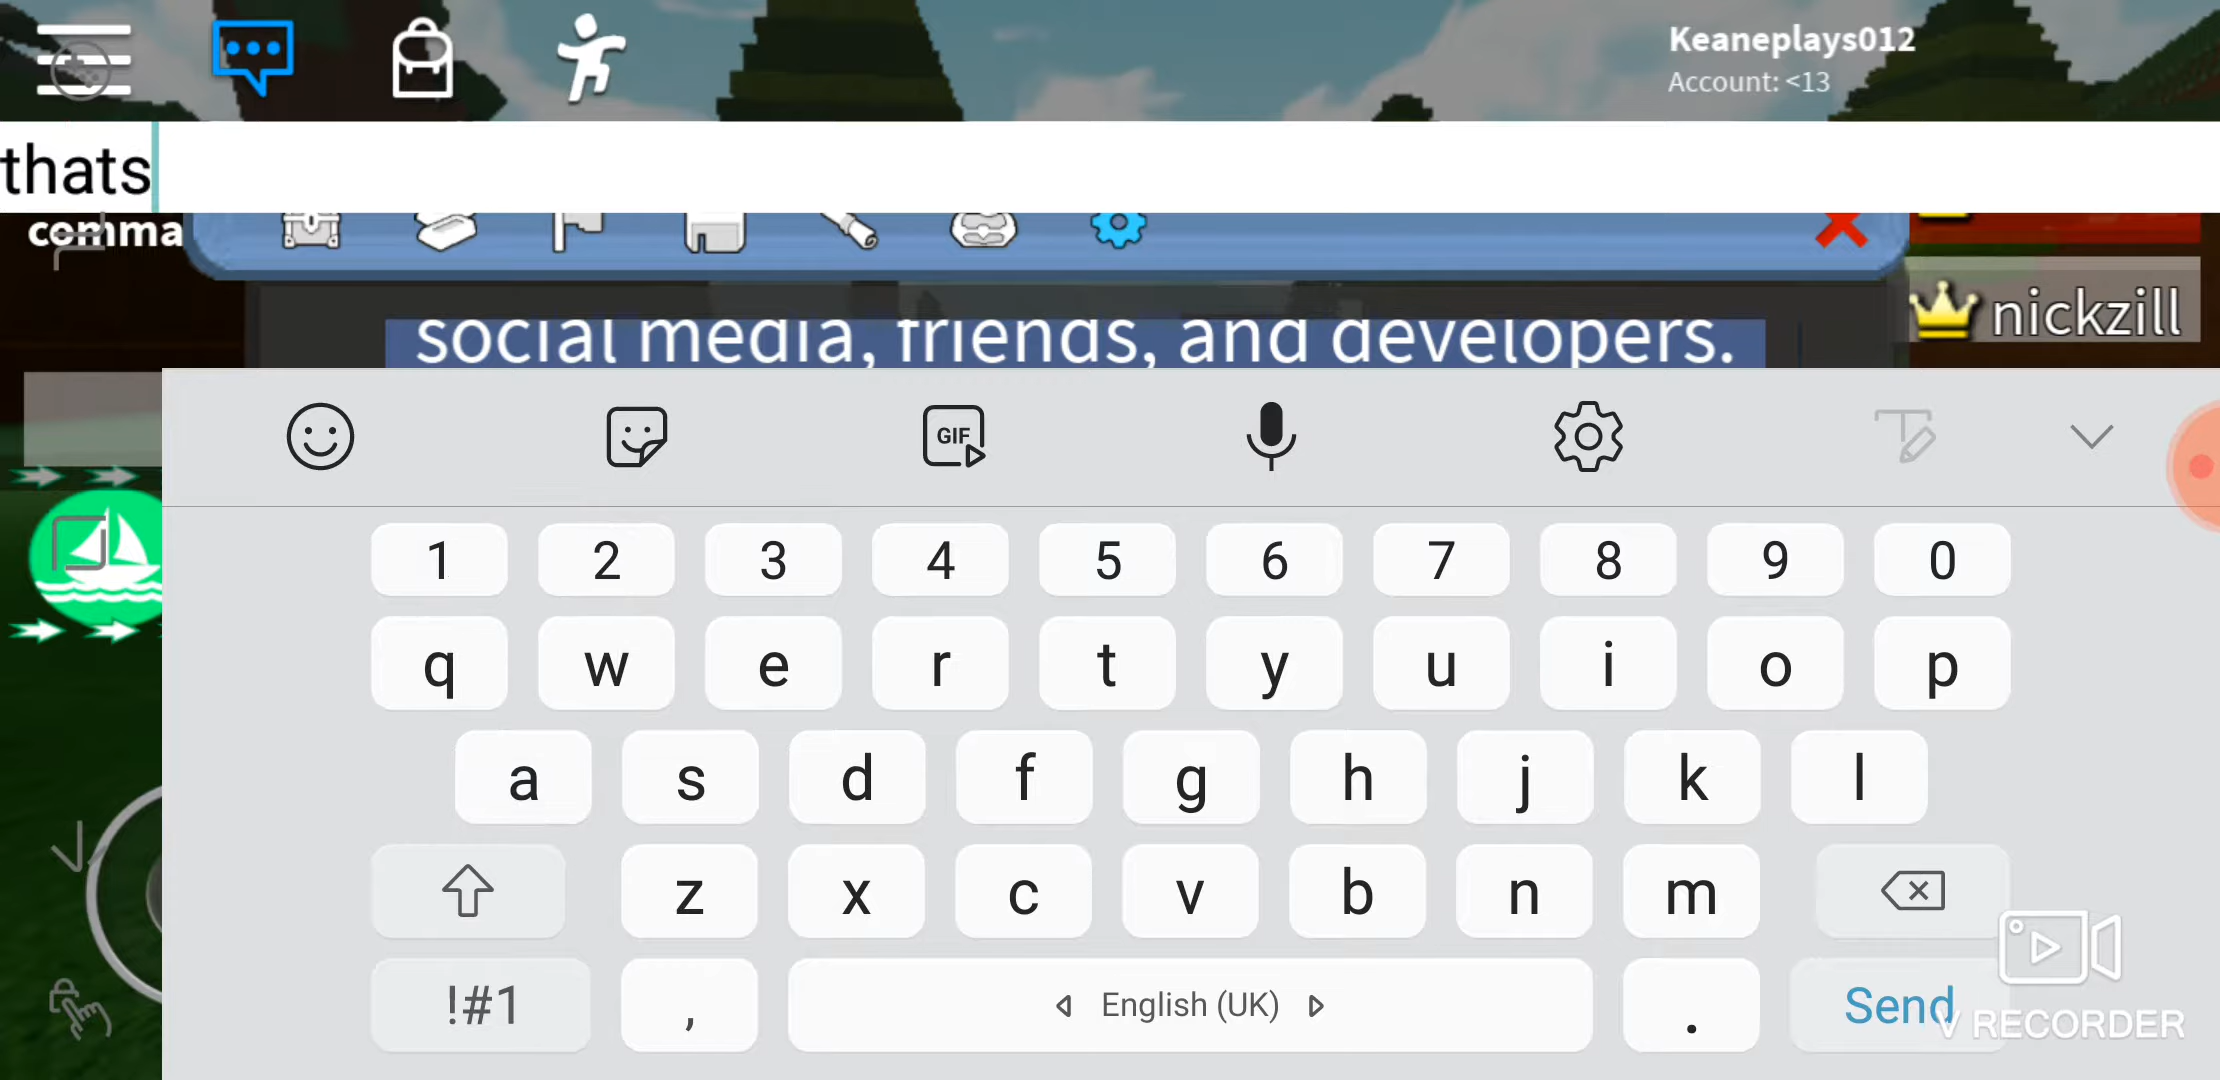 Keaneplays012
Account: <13
thats
comma
social media, friends, and developers.
nickzill
GIF
1 2 3 4 5 6 7 8 9 0
q w e r t y u i o p
a s d f g h j k l
z x c v b n m
!#1 , English (UK) . Send
V RECORDER